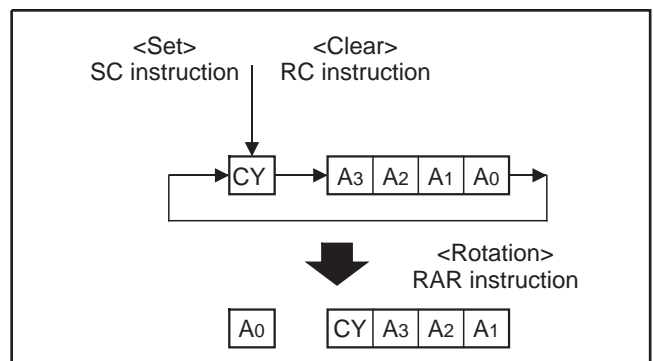 <Set> <Clear>
SC instruction RC instruction
CY A3 A2 A1 A0
<Rotation>
RAR instruction
A0 CY A3 A2 A1